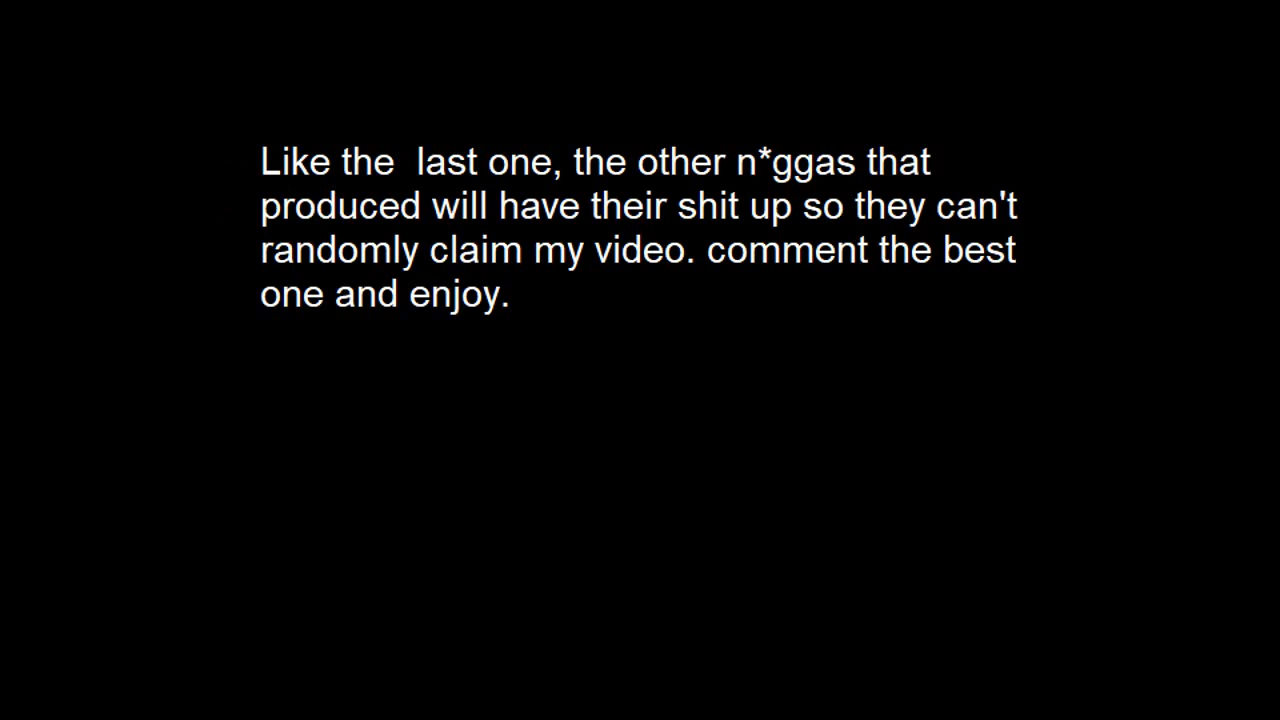 Like the  last one, the other n*ggas that
produced will have their shit up so they can't
randomly claim my video. comment the best
one and enjoy.